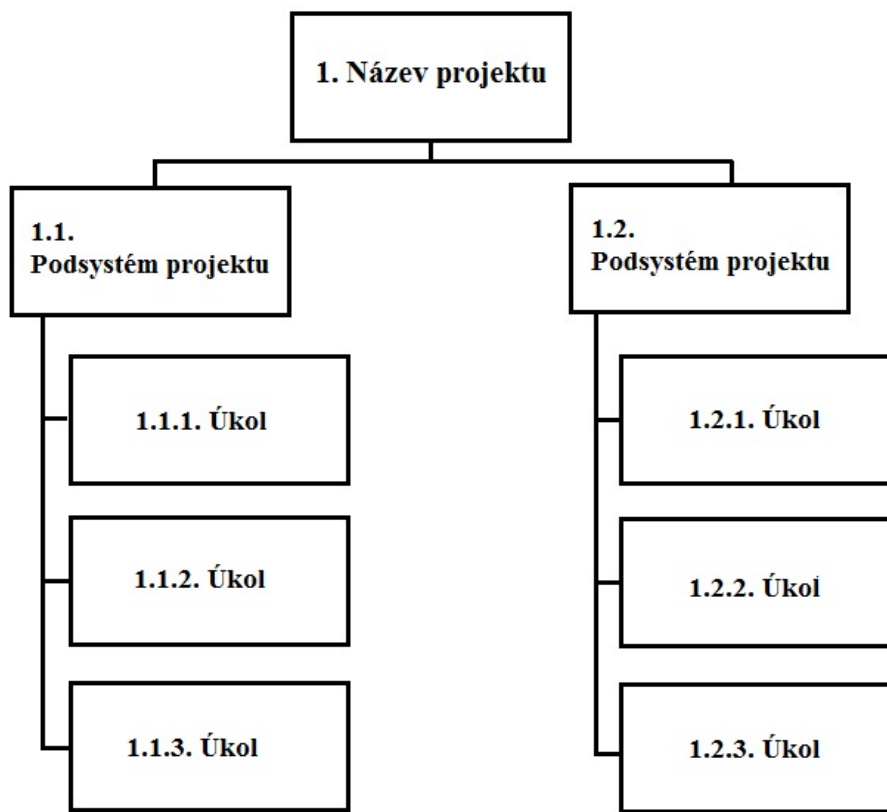 1. Název projektu
1.1.
Podsystém projektu
1.1.1. Úkol
1.1.2. Úkol
1.1.3. Úkol
1.2.
Podsystém projektu
1.2.1. Úkol
1.2.2. Úkol
1.2.3. Úkol